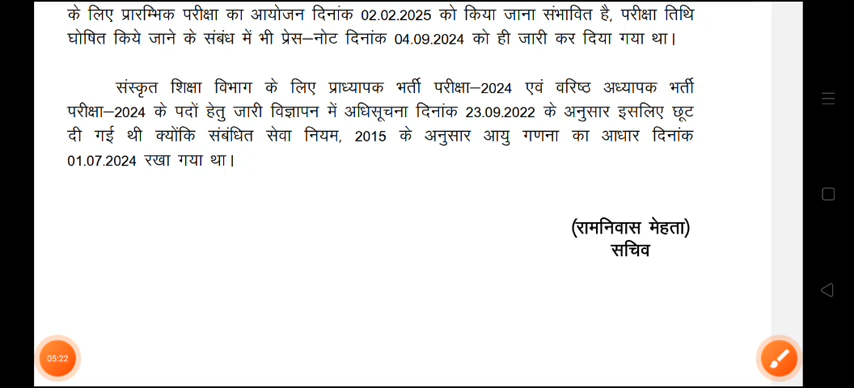 के लिए प्रारम्भिक परीक्षा का आयोजन दिनांक 02.02.2025 को किया जाना संभावित है, परीक्षा तिथि
घोषित किये जाने के संबंध में भी प्रेस–नोट दिनांक 04.09.2024 को ही जारी कर दिया गया था।
संस्कृत शिक्षा विभाग के लिए प्राध्यापक भर्ती परीक्षा–2024 एवं वरिष्ठ अध्यापक भर्ती
परीक्षा–2024 के पदों हेतु जारी विज्ञापन में अधिसूचना दिनांक 23.09.2022 के अनुसार इसलिए छूट
दी गई थी क्योंकि संबंधित सेवा नियम, 2015 के अनुसार आयु गणना का आधार दिनांक
01.07.2024 रखा गया था।
(रामनिवास मेहता)
सचिव
05:22